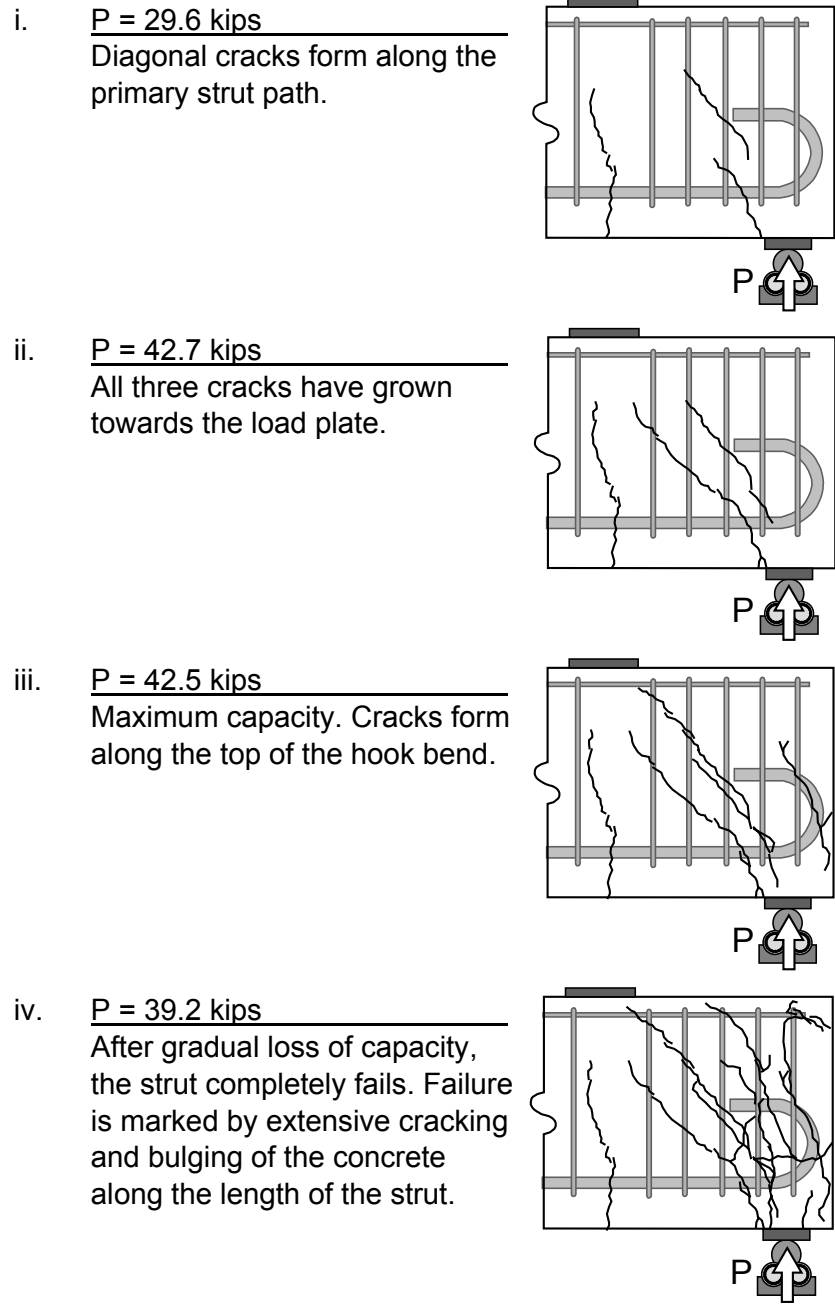 i. P = 29.6 kips
Diagonal cracks form along the
primary strut path.
P
ii. P = 42.7 kips
All three cracks have grown
towards the load plate.
P
iii. P = 42.5 kips
Maximum capacity. Cracks form
along the top of the hook bend.
P
iv. P = 39.2 kips
After gradual loss of capacity,
the strut completely fails. Failure
is marked by extensive cracking
and bulging of the concrete
along the length of the strut.
P